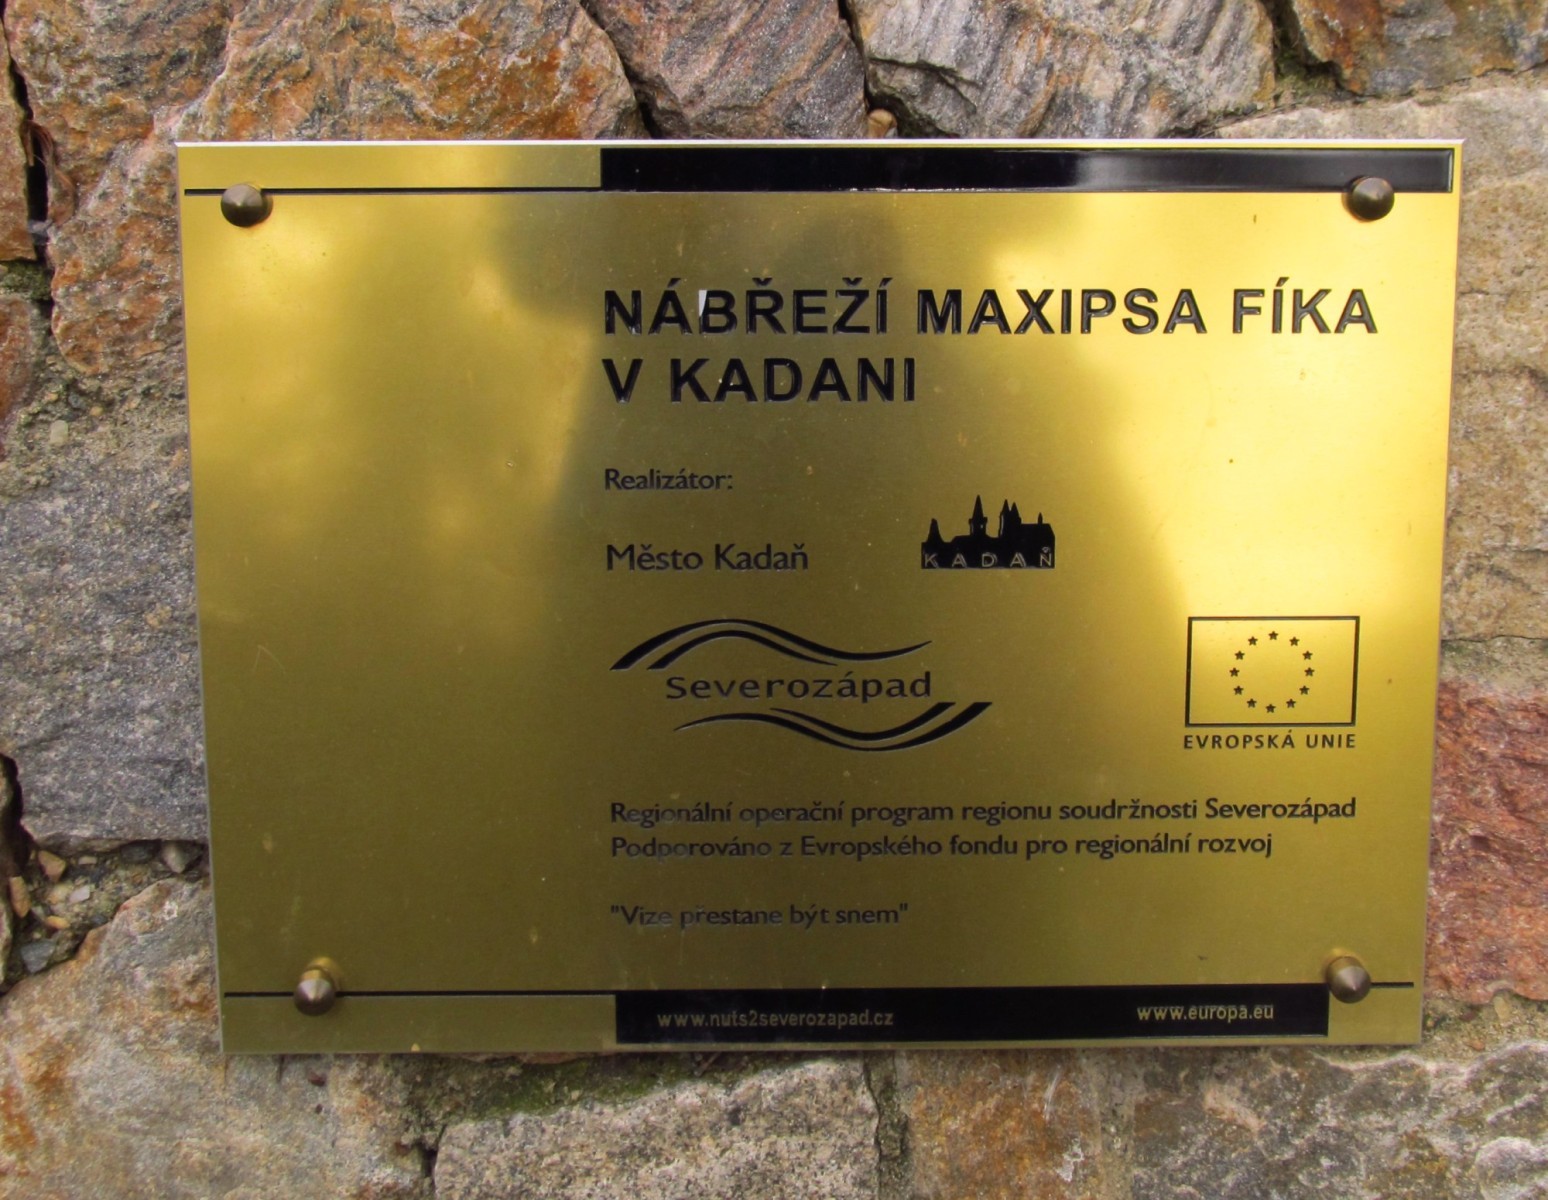 NÁBŘEŽÍ MAXIPSA FÍKA
V KADANI
Realizátor:
Město Kadaň
KADAŇ
Severozápad
EVROPSKÁ UNIE
Regionální operační program regionu soudržnosti Severozápad
Podporováno z Evropského fondu pro regionální rozvoj
"Vize přestane být snem"
www.nuts2severozapad.cz
www.europa.eu